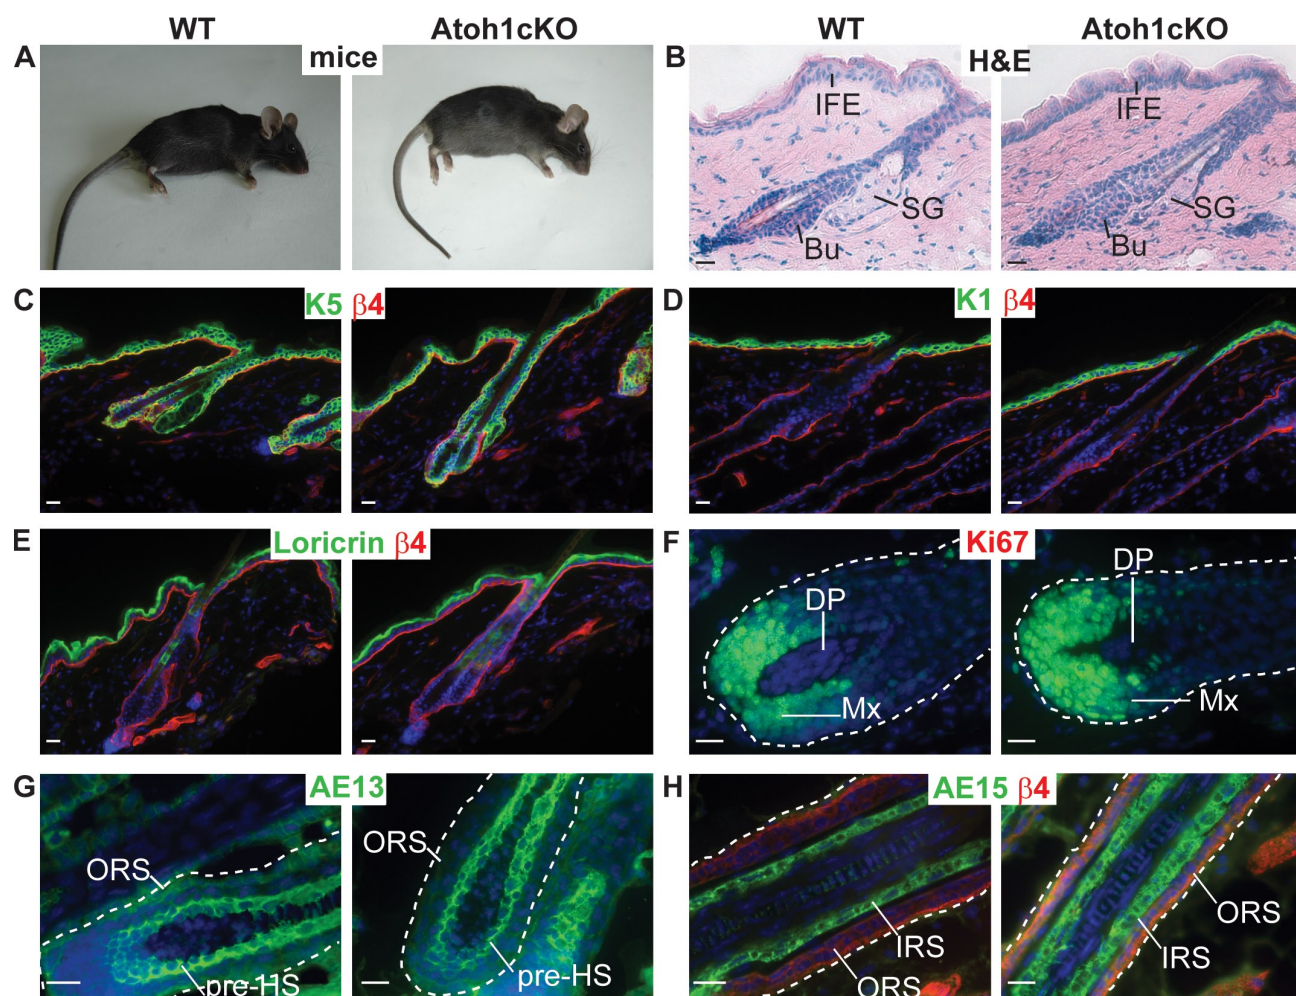 WT Atoh1cKO WT Atoh1cKO
A mice B H&E
IFE IFE
SG SG
Bu Bu
C K5 β4 D K1 β4
E Loricrin β4 F Ki67
DP DP
Mx Mx
G AE13 H AE15 β4
ORS ORS ORS
IRS IRS
pre-HS pre-HS ORS